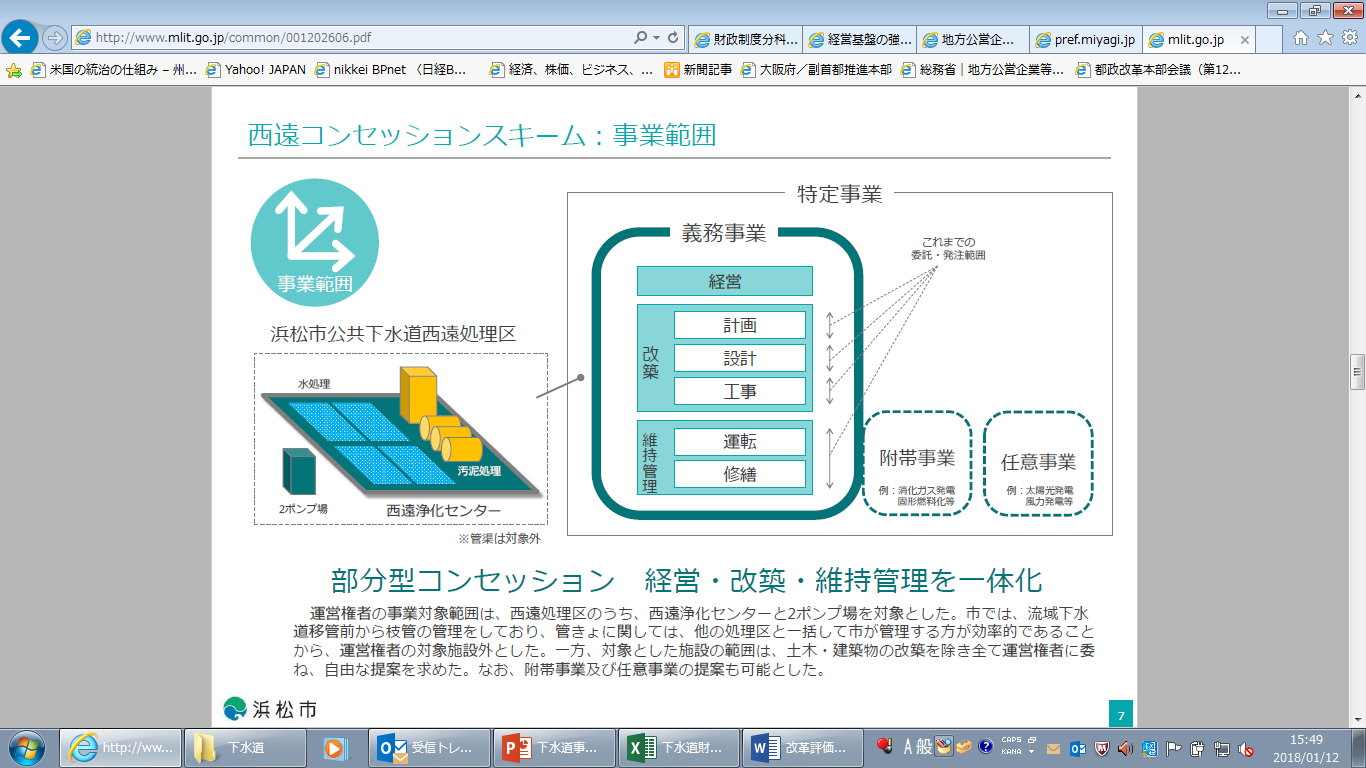 http://www.mlit.go.jp/common/001202606.pdf
財政制度分科...
経営基盤の強...
地方公営企...
pref.miyagi.jp
mlit.go.jp
米国の統治の仕組み – 州...
Yahoo! JAPAN
nikkei BPnet 〈日経B...
経済、株価、ビジネス、...
新聞記事
大阪府／副首都推進本部
総務省｜地方公営企業等...
都政改革本部会議（第12...
西遠コンセッションスキーム：事業範囲
事業範囲
浜松市公共下水道西遠処理区
水処理
汚泥処理
2ポンプ場
西遠浄化センター
※管渠は対象外
特定事業
義務事業
経営
改築
計画
設計
工事
維持管理
運転
修繕
これまでの
委託・発注範囲
附帯事業
例：消化ガス発電
固形燃料化等
任意事業
例：太陽光発電
風力発電等
部分型コンセッション　経営・改築・維持管理を一体化
運営権者の事業対象範囲は、西遠処理区のうち、西遠浄化センターと2ポンプ場を対象とした。市では、流域下水
道移管前から枝管の管理をしており、管きょに関しては、他の処理区と一括して市が管理する方が効率的であること
から、運営権者の対象施設外とした。一方、対象とした施設の範囲は、土木・建築物の改築を除き全て運営権者に委
ね、自由な提案を求めた。なお、附帯事業及び任意事業の提案も可能とした。
浜松市
7
http://ww...
下水道
受信トレ...
下水道事...
下水道財...
改革評価...
A 般
CAPS
KANA
15:49
2018/01/12